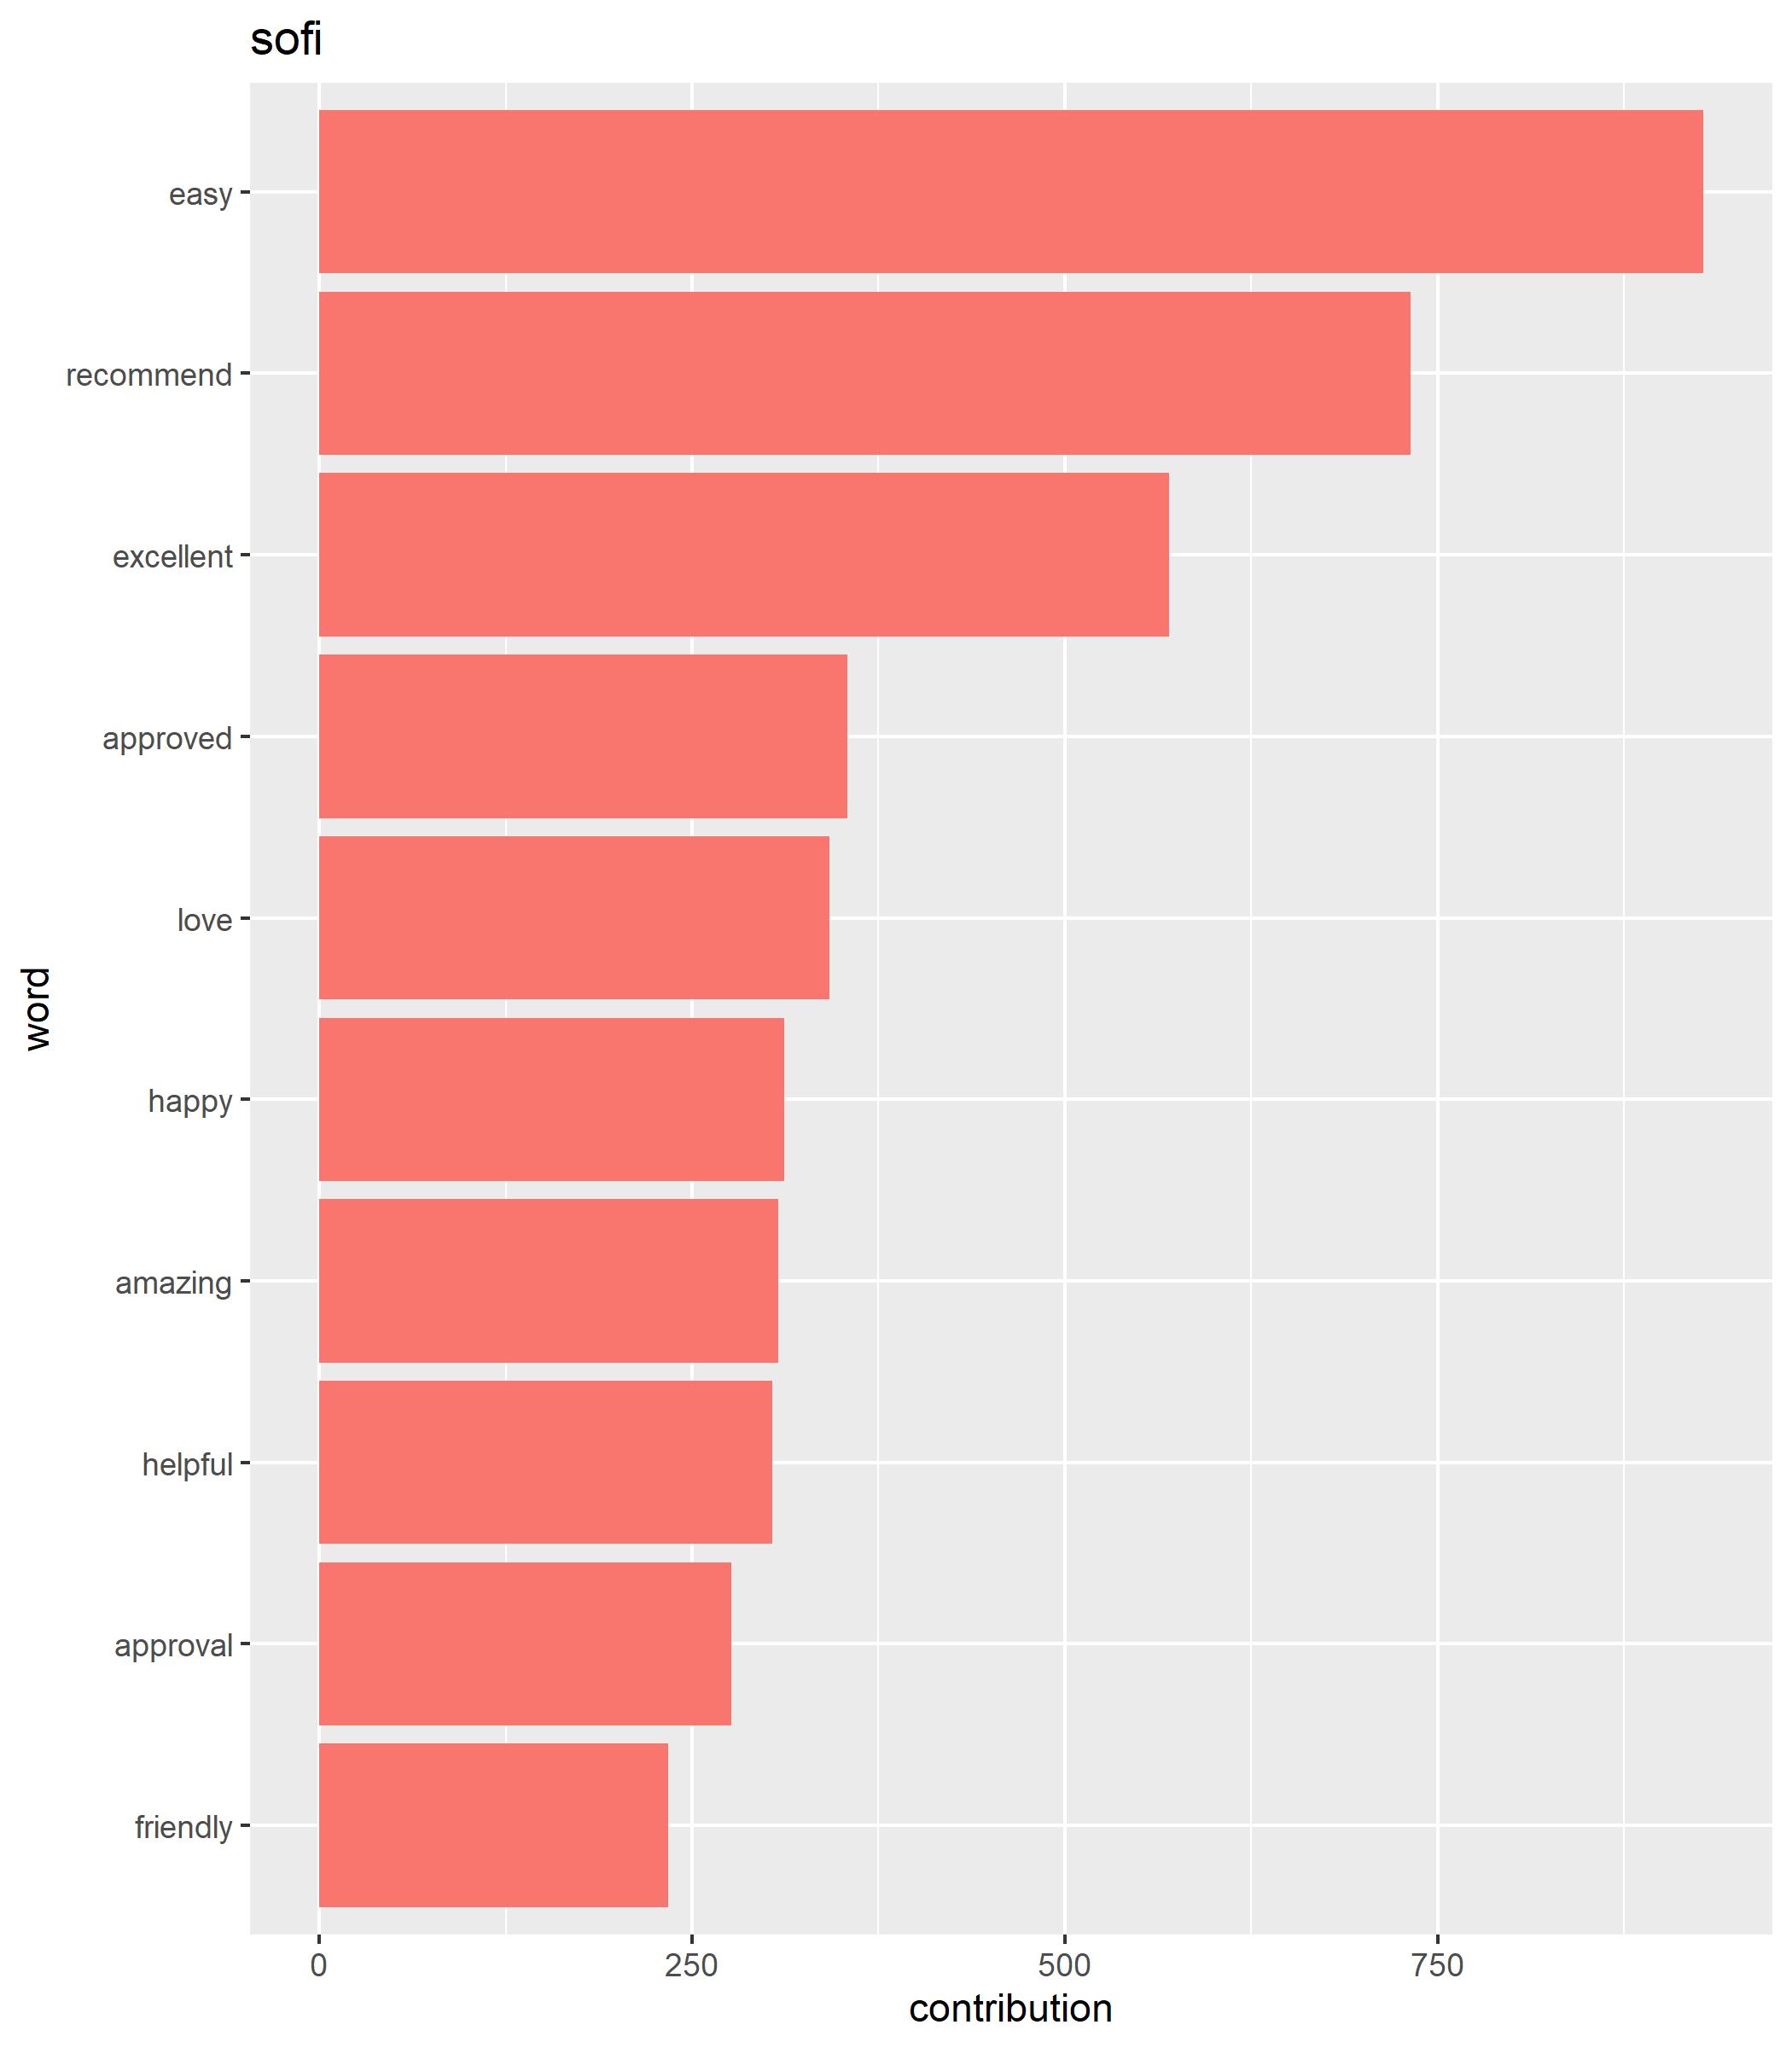 sofi
easy
recommend
excellent
approved
love
happy
amazing
helpful
approval
friendly
word
0 250 500 750
contribution